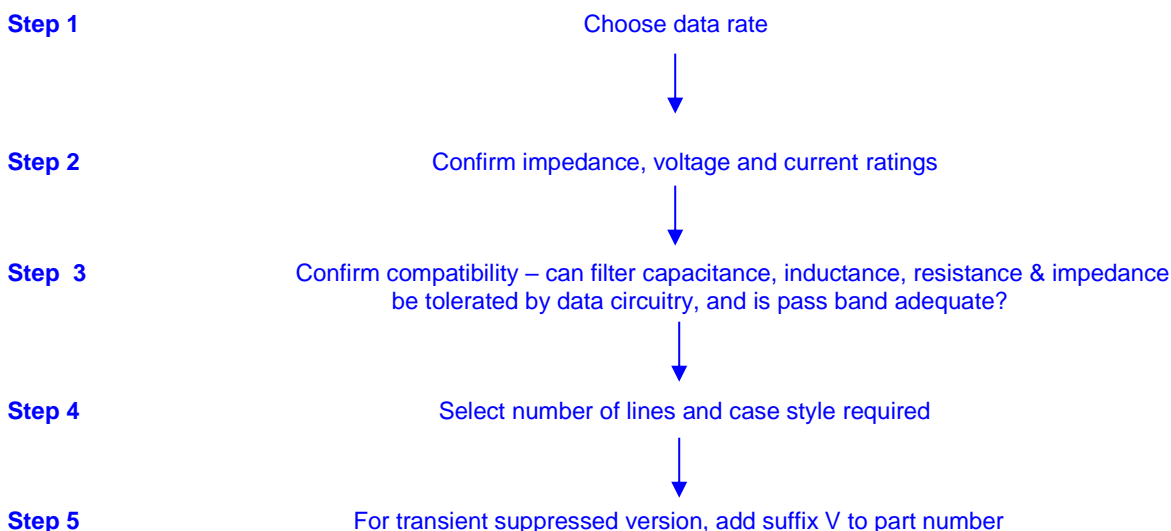 Step 1 Choose data rate
Step 2 Confirm impedance, voltage and current ratings
Step 3 Confirm compatibility – can filter capacitance, inductance, resistance & impedance
be tolerated by data circuitry, and is pass band adequate?
Step 4 Select number of lines and case style required
Step 5 For transient suppressed version, add suffix V to part number